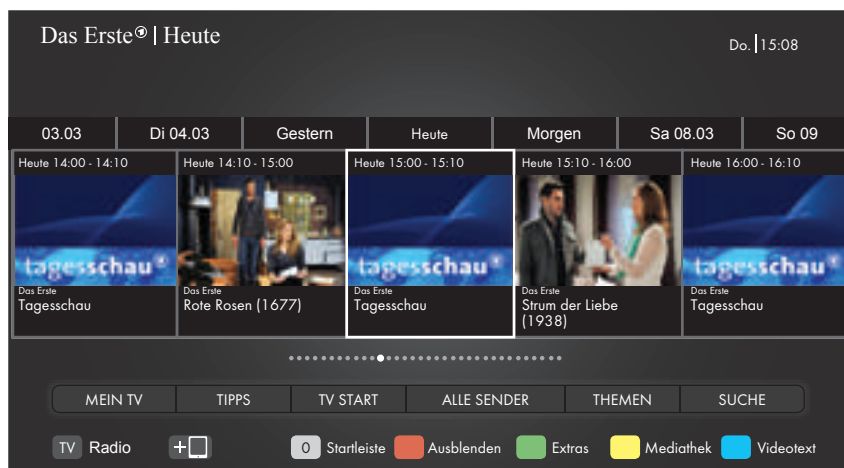 Das Erste | Heute
Do. | 15:08
03.03 Di 04.03 Gestern Heute Morgen Sa 08.03 So 09
Heute 14:00 - 14:10 Heute 14:10 - 15:00 Heute 15:00 - 15:10 Heute 15:10 - 16:00 Heute 16:00 - 16:10
tagesschau tagesschau tagesschau
Das Erste Das Erste Das Erste Das Erste Das Erste
Tagesschau Rote Rosen (1677) Tagesschau Strum der Liebe Tagesschau
(1938)
MEIN TV TIPPS TV START ALLE SENDER THEMEN SUCHE
TV Radio + 0 Startleiste Ausblenden Extras Mediathek Videotext